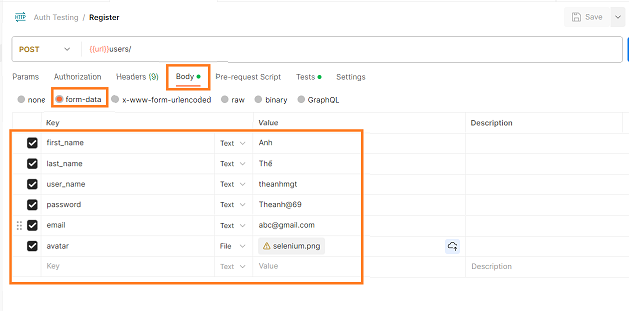 HTTP Auth Testing / Register Save
POST {{url}}users/
Params Authorization Headers (9) Body Pre-request Script Tests Settings
none form-data x-www-form-urlencoded raw binary GraphQL
Key Value Description
first_name Text Anh
last_name Text Thế
user_name Text theanhmgt
password Text Theanh@69
email Text abc@gmail.com
avatar File selenium.png
Key Text Value Description